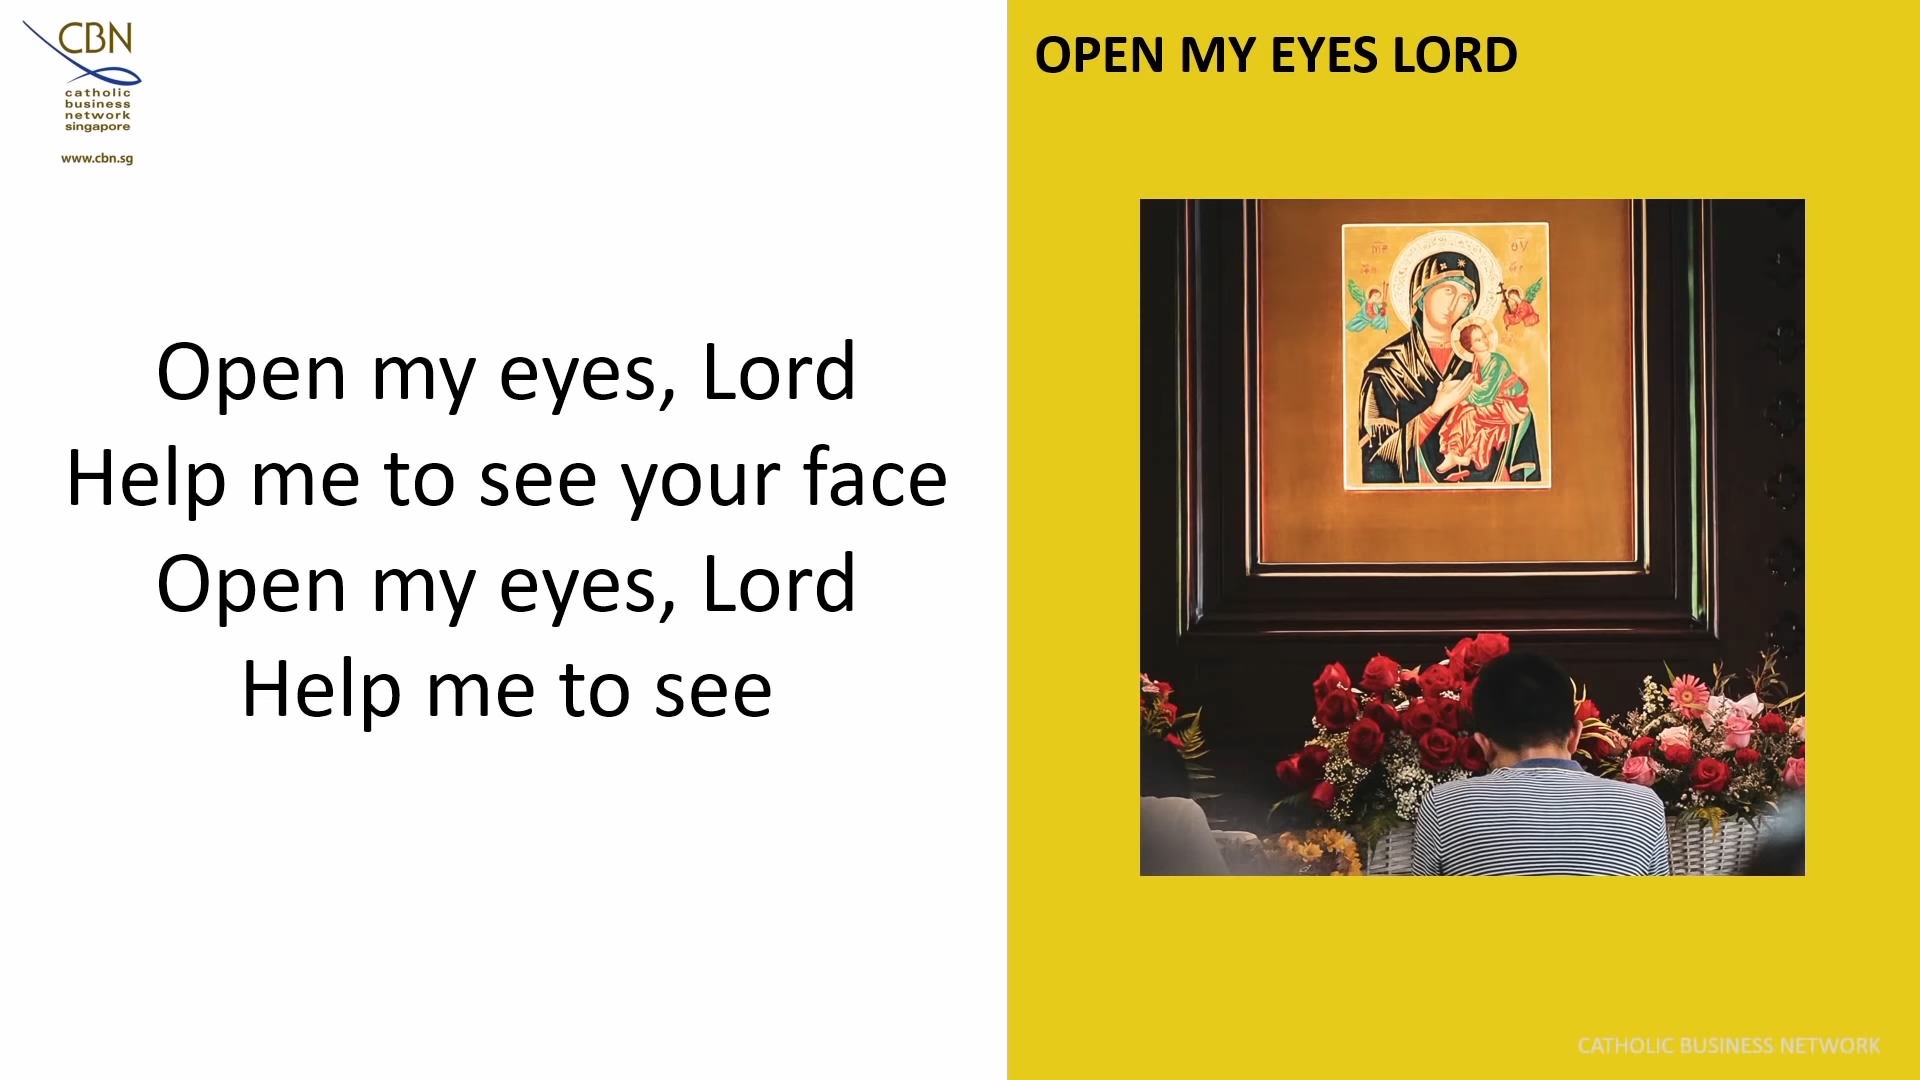 CBN
catholic
business
network
singapore
www.cbn.sg
OPEN MY EYES LORD
Open my eyes, Lord
Help me to see your face
Open my eyes, Lord
Help me to see
CATHOLIC BUSINESS NETWORK